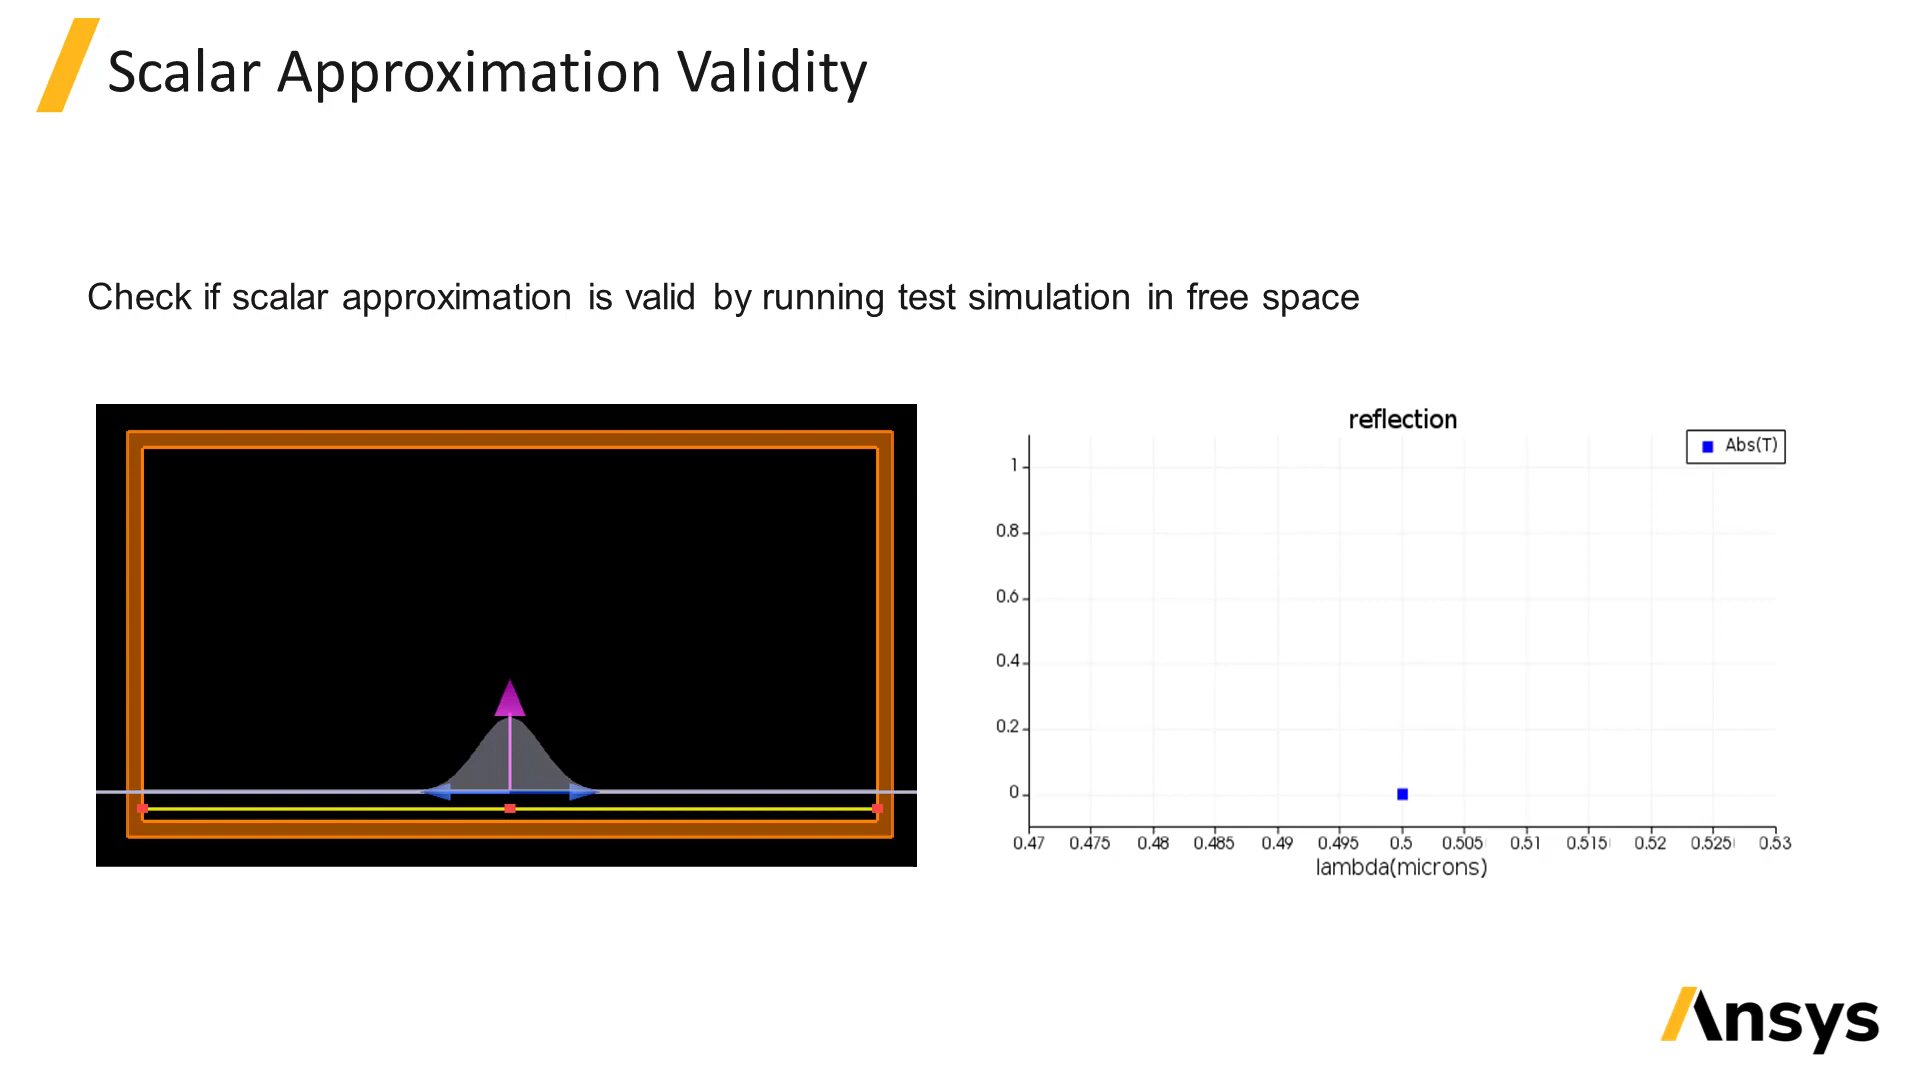 Scalar Approximation Validity
Check if scalar approximation is valid by running test simulation in free space
reflection
Abs(T)
1
0.8
0.6
0.4
0.2
0
0.47 0.475 0.48 0.485 0.49 0.495 0.5 0.505 0.51 0.515 0.52 0.525 0.53
lambda(microns)
Ansys